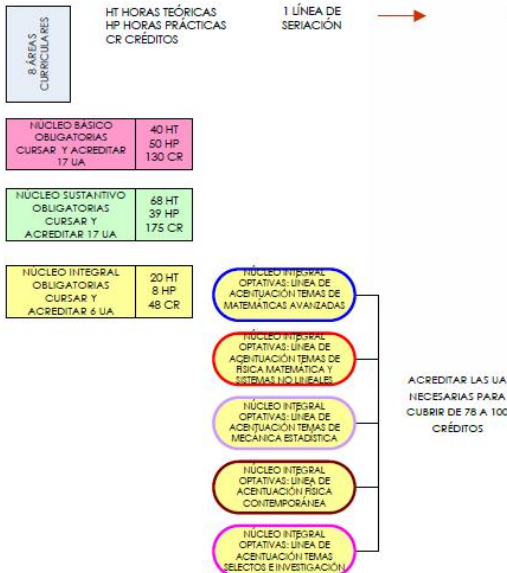 8 ÁREAS
CURRICULARES
HT HORAS TEÓRICAS
HP HORAS PRÁCTICAS
CR CRÉDITOS
1 LÍNEA DE
SERIACIÓN
NÚCLEO BÁSICO
OBLIGATORIAS
CURSAR Y ACREDITAR
17 UA
40 HT
50 HP
130 CR
NÚCLEO SUSTANTIVO
OBLIGATORIAS
CURSAR Y
ACREDITAR 17 UA
68 HT
39 HP
175 CR
NÚCLEO INTEGRAL
OBLIGATORIAS
CURSAR Y
ACREDITAR 6 UA
20 HT
8 HP
48 CR
NÚCLEO INTEGRAL
OPTATIVAS: LÍNEA DE
ACENTUACIÓN TEMAS DE
MATEMÁTICAS AVANZADAS
NÚCLEO INTEGRAL
OPTATIVAS: LÍNEA DE
ACENTUACIÓN TEMAS DE
FÍSICA MATEMÁTICA Y
SISTEMAS NO LINEALES
NÚCLEO INTEGRAL
OPTATIVAS: LÍNEA DE
ACENTUACIÓN TEMAS DE
MECÁNICA ESTADÍSTICA
NÚCLEO INTEGRAL
OPTATIVAS: LÍNEA DE
ACENTUACIÓN FÍSICA
CONTEMPORÁNEA
NÚCLEO INTEGRAL
OPTATIVAS: LÍNEA DE
ACENTUACIÓN TEMAS
SELECTOS E INVESTIGACIÓN
ACREDITAR LAS UA
NECESARIAS PARA
CUBRIR DE 78 A 100
CRÉDITOS